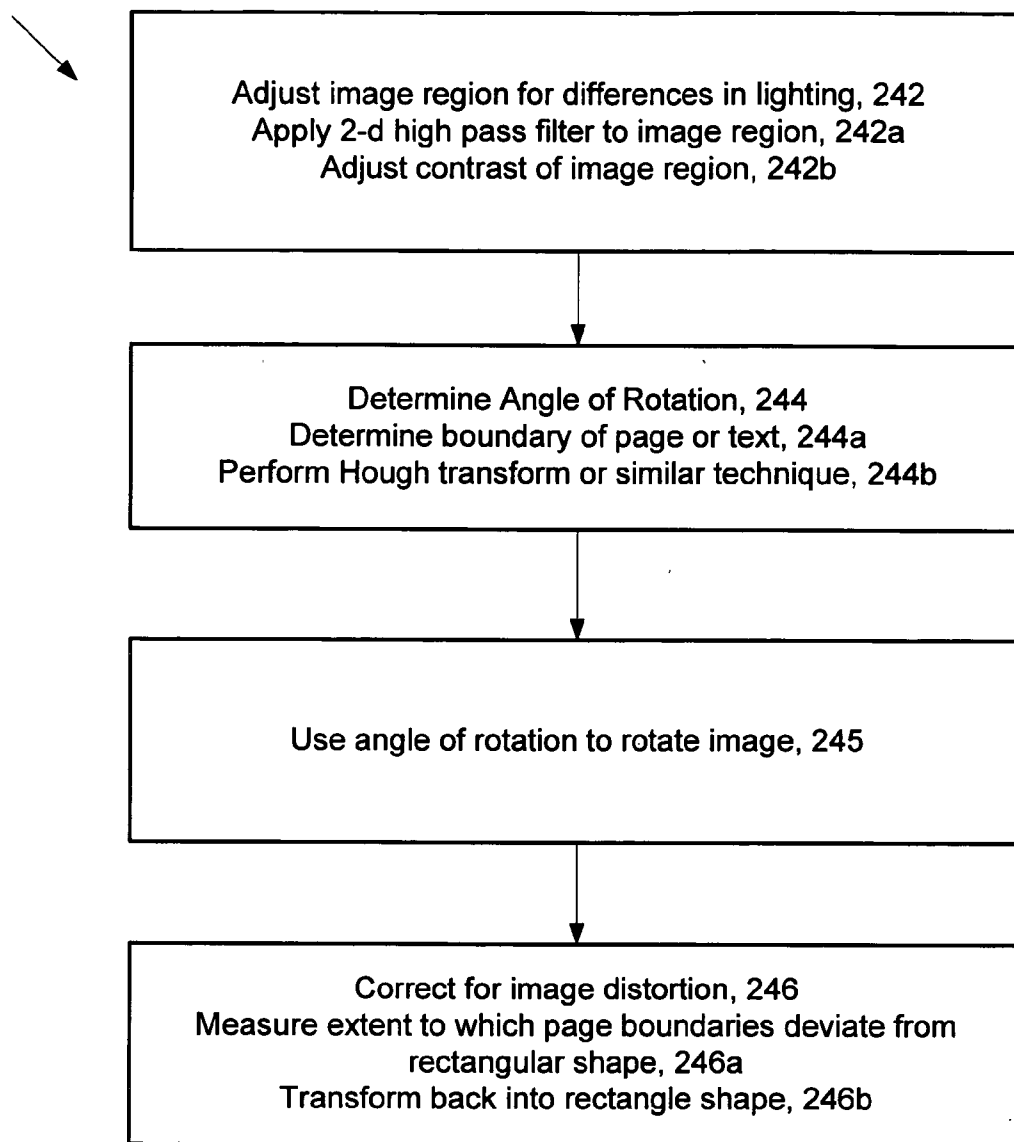 Adjust image region for differences in lighting, 242
Apply 2-d high pass filter to image region, 242a
Adjust contrast of image region, 242b
Determine Angle of Rotation, 244
Determine boundary of page or text, 244a
Perform Hough transform or similar technique, 244b
Use angle of rotation to rotate image, 245
Correct for image distortion, 246
Measure extent to which page boundaries deviate from
rectangular shape, 246a
Transform back into rectangle shape, 246b